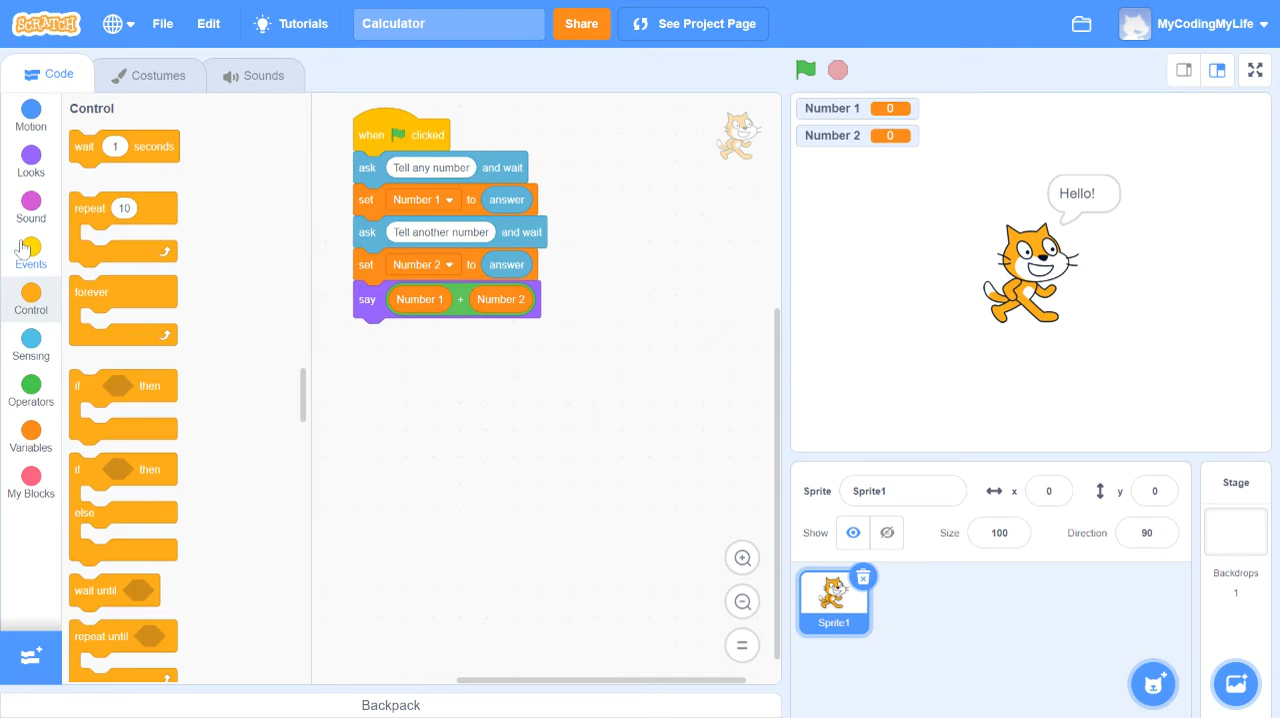 SCRATCH File Edit Tutorials Calculator Share See Project Page MyCodingMyLife
Code Costumes Sounds
Motion
Looks
Sound
Events
Control
Sensing
Operators
Variables
My Blocks
Control
wait 1 seconds
repeat 10
forever
if then
if then
else
wait until
repeat until
when clicked
ask Tell any number and wait
set Number 1 to answer
ask Tell another number and wait
set Number 2 to answer
say Number 1 + Number 2
Number 1 0
Number 2 0
Hello!
Sprite Sprite1 x 0 y 0
Show Size 100 Direction 90
Sprite1
Stage
Backdrops
1
Backpack